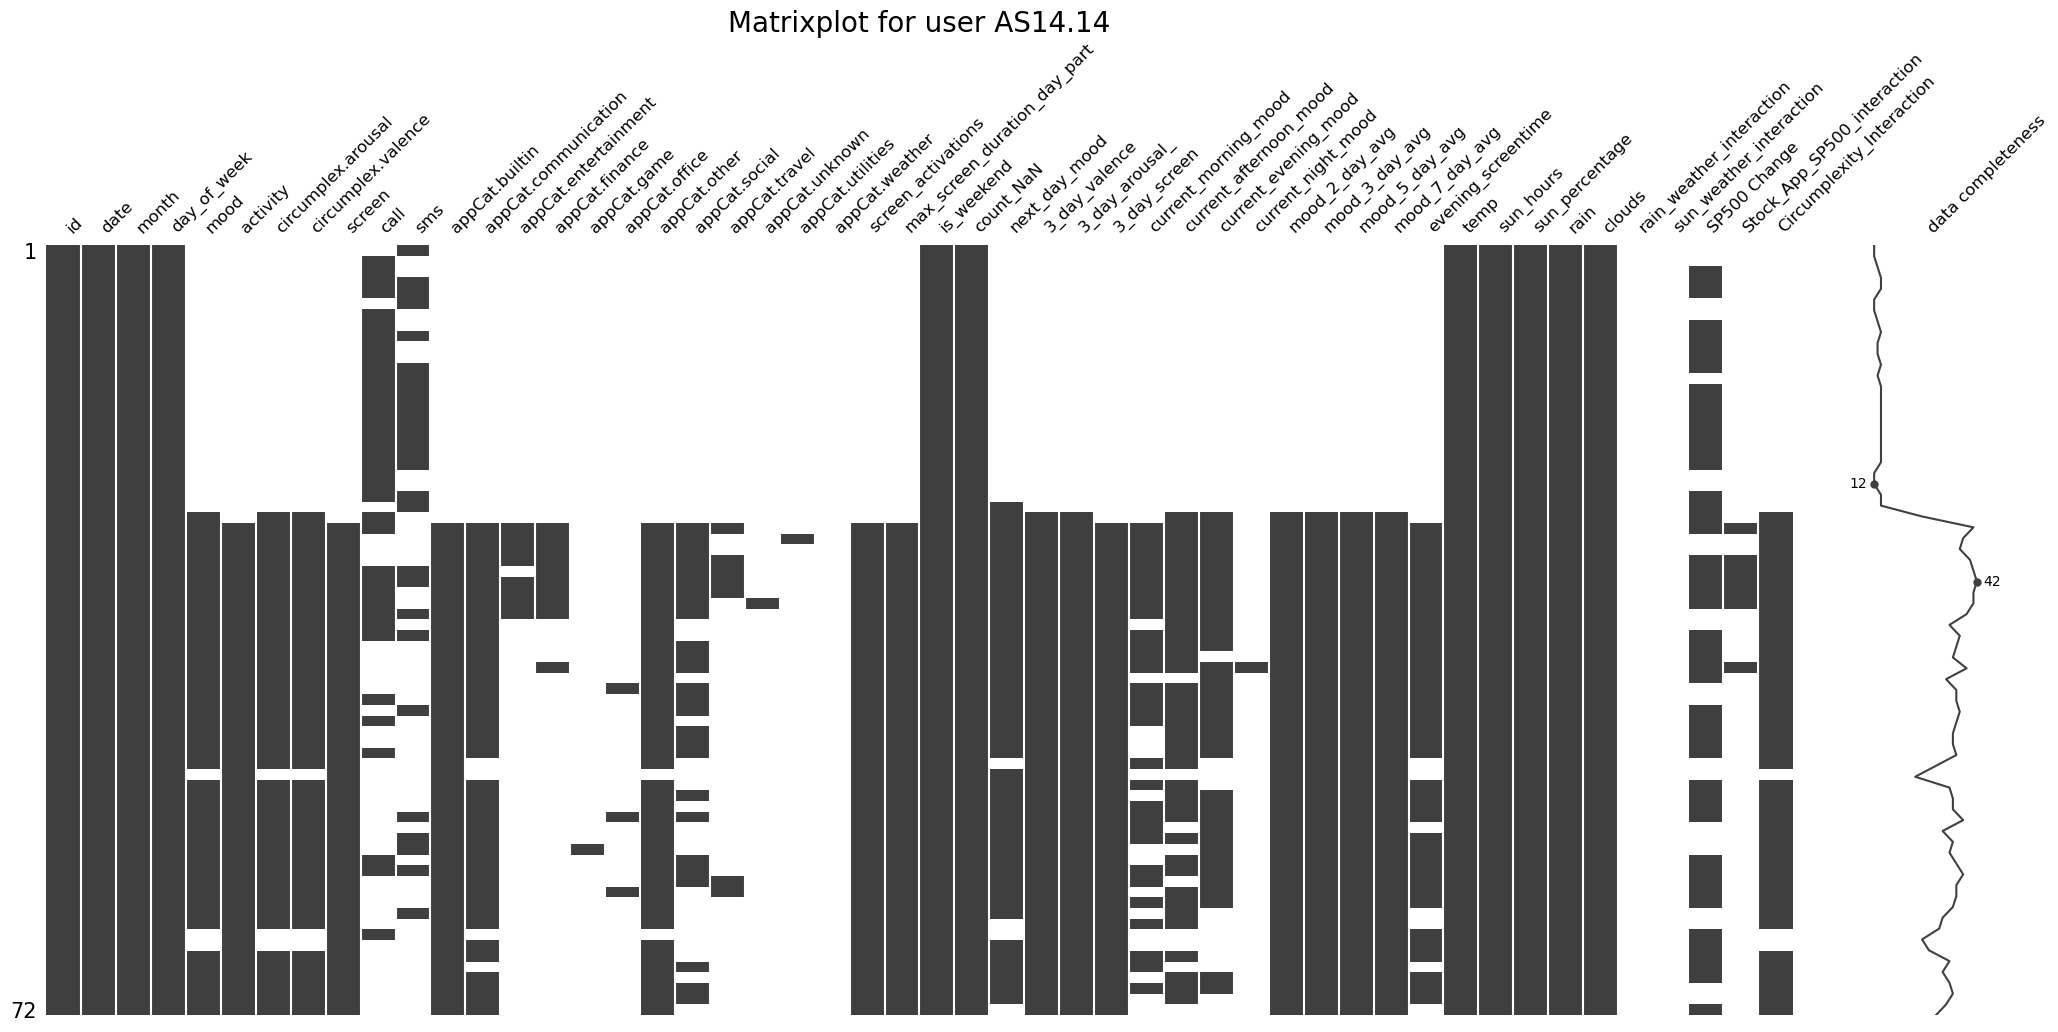 Matrixplot for user AS14.14
id
date
month
day_of_week
mood
activity
circumplex.arousal
circumplex.valence
screen
call
sms
appCat.builtin
appCat.communication
appCat.entertainment
appCat.finance
appCat.game
appCat.office
appCat.other
appCat.social
appCat.travel
appCat.unknown
appCat.utilities
appCat.weather
screen_activations
max_screen_duration_day_part
is_weekend
count_NaN
next_day_mood
3_day_valence
3_day_arousal_
3_day_screen
current_morning_mood
current_afternoon_mood
current_evening_mood
current_night_mood
mood_2_day_avg
mood_3_day_avg
mood_5_day_avg
mood_7_day_avg
evening_screentime
temp
sun_hours
sun_percentage
rain
clouds
rain_weather_interaction
sun_weather_interaction
SP500 Change
Stock_App_SP500_interaction
Circumplexity_Interaction
data completeness
1
12
42
72